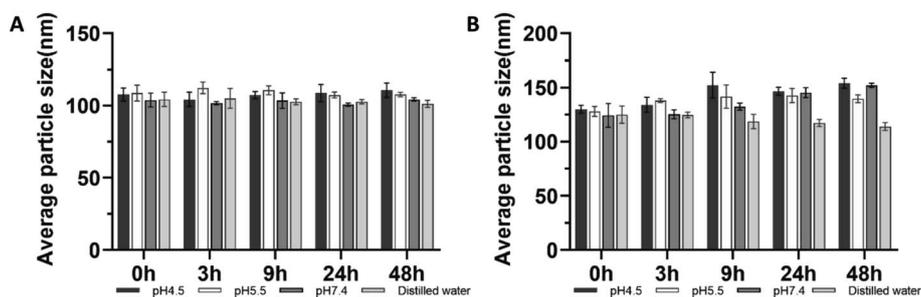 A
Average particle size(nm)
150
100
50
0
0h 3h 9h 24h 48h
pH4.5 pH5.5 pH7.4 Distilled water
B
Average particle size(nm)
200
150
100
50
0
0h 3h 9h 24h 48h
pH4.5 pH5.5 pH7.4 Distilled water